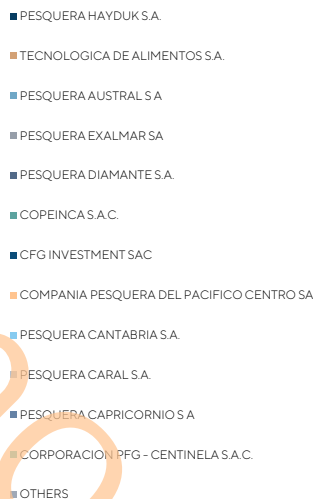 PESQUERA HAYDUK S.A.
TECNOLOGICA DE ALIMENTOS S.A.
PESQUERA AUSTRAL S A
PESQUERA EXALMAR SA
PESQUERA DIAMANTE S.A.
COPEINCA S.A.C.
CFG INVESTMENT SAC
COMPANIA PESQUERA DEL PACIFICO CENTRO SA
PESQUERA CANTABRIA S.A.
PESQUERA CARAL S.A.
PESQUERA CAPRICORNIO S A
CORPORACION PFG - CENTINELA S.A.C.
OTHERS